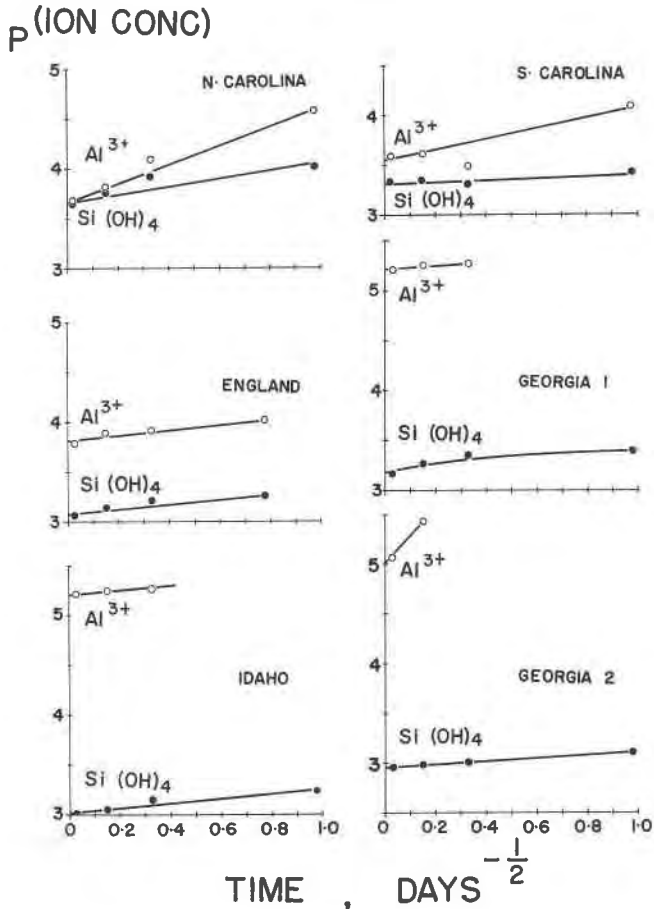 P(ION CONC)
N. CAROLINA
5
4
3
Al3+
Si (OH)4
S. CAROLINA
4
3
Al3+
Si (OH)4
ENGLAND
5
4
3
Al3+
Si (OH)4
GEORGIA 1
5
4
3
Al3+
Si (OH)4
IDAHO
5
4
3
Al3+
Si (OH)4
0 0.2 0.4 0.6 0.8 1.0
GEORGIA 2
5
4
3
Al3+
Si (OH)4
0 0.2 0.4 0.6 0.8 1.0
TIME , DAYS -1/2